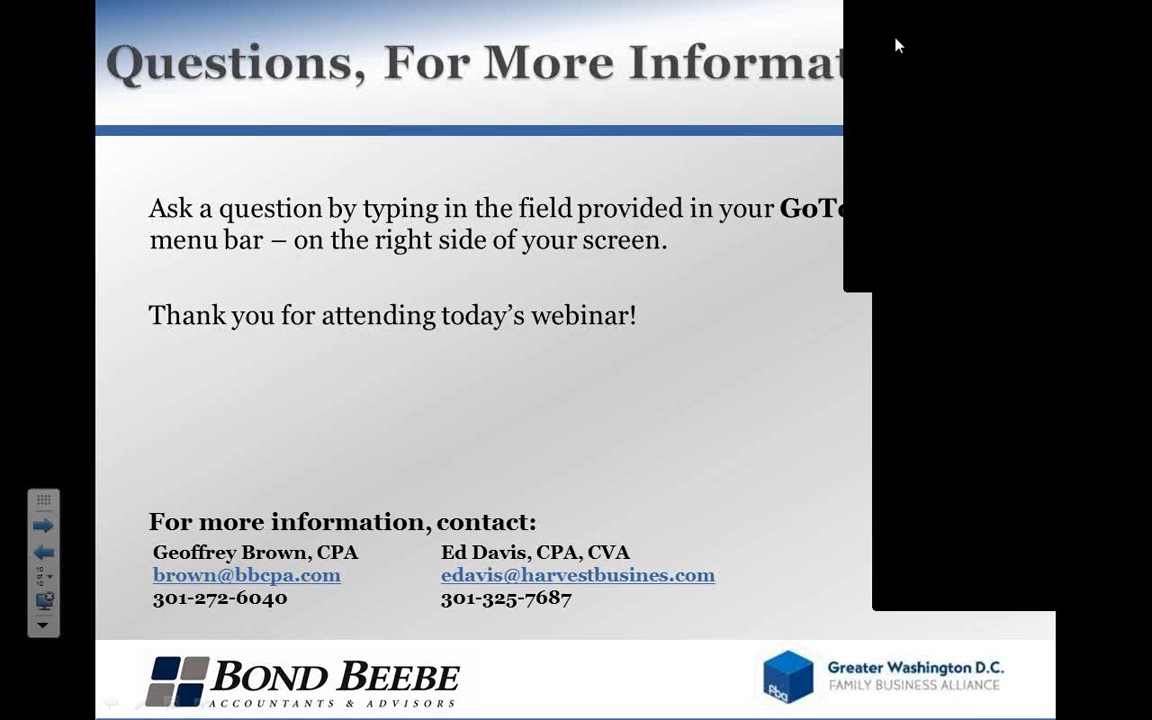 Questions, For More Informat
Ask a question by typing in the field provided in your GoTo
menu bar – on the right side of your screen.
Thank you for attending today's webinar!
For more information, contact:
Geoffrey Brown, CPA
brown@bbcpa.com
301-272-6040
Ed Davis, CPA, CVA
edavis@harvestbusines.com
301-325-7687
BOND BEEBE
ACCOUNTANTS & ADVISORS
fba
Greater Washington D.C.
FAMILY BUSINESS ALLIANCE